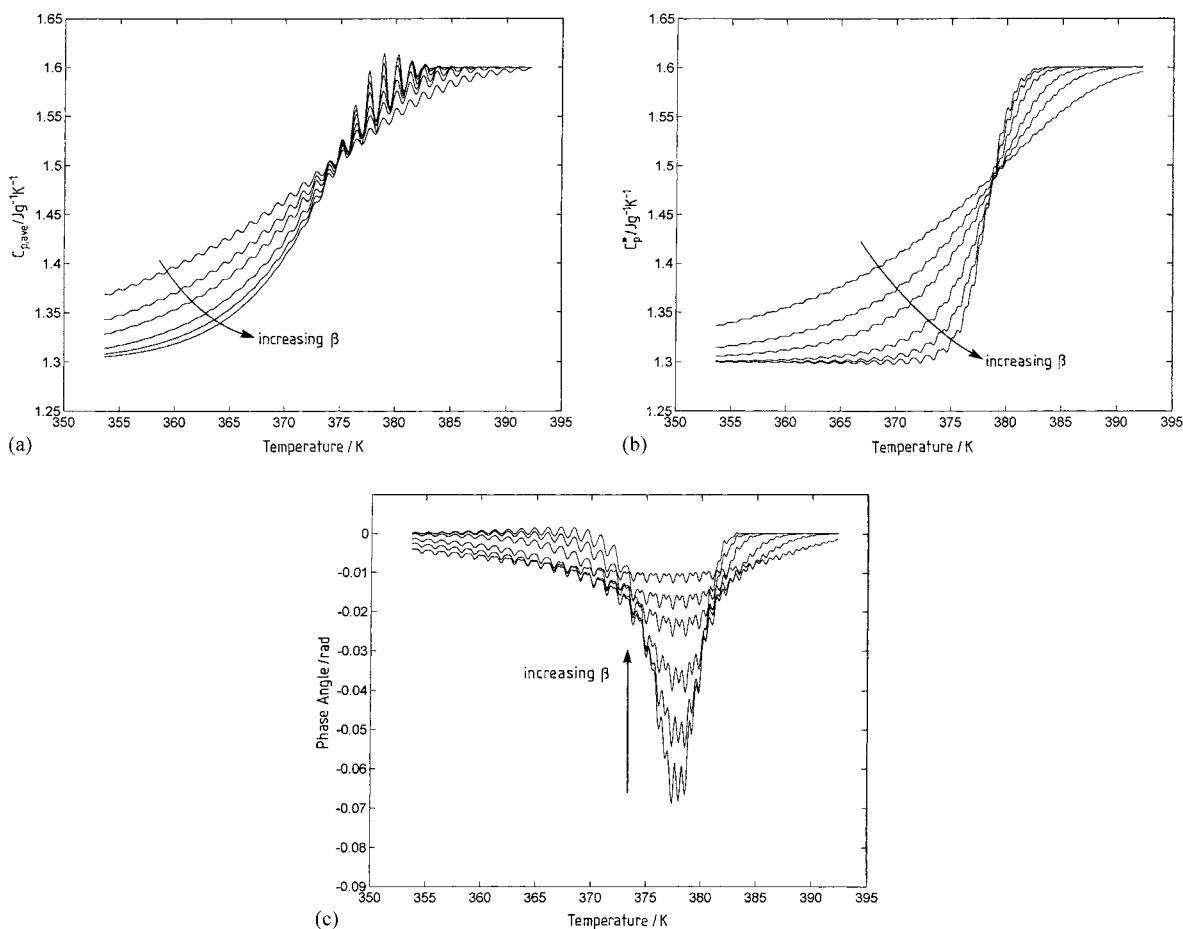 1.65
1.6
1.55
1.5
1.45
1.4
1.35
1.3
1.25
C_{p,ave}/Jg⁻¹K⁻¹
increasing β
350 355 360 365 370 375 380 385 390 395
Temperature / K
(a)
1.65
1.6
1.55
1.5
1.45
1.4
1.35
1.3
1.25
C_p^*/Jg⁻¹K⁻¹
increasing β
350 355 360 365 370 375 380 385 390 395
Temperature / K
(b)
0
-0.01
-0.02
-0.03
-0.04
-0.05
-0.06
-0.07
-0.08
-0.09
Phase Angle / rad
increasing β
350 355 360 365 370 375 380 385 390 395
Temperature / K
(c)